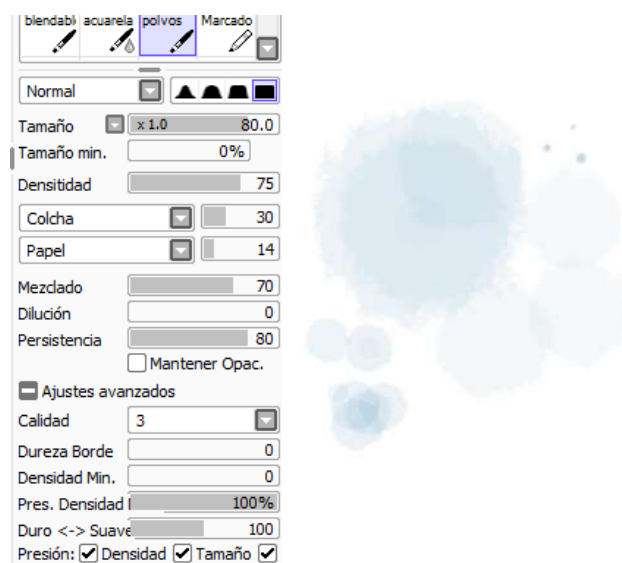 blendabl acuarela polvos Marcado
Normal
Tamaño x 1.0 80.0
Tamaño min. 0%
Densitidad 75
Colcha 30
Papel 14
Mezclado 70
Dilución 0
Persistencia 80
Mantener Opac.
Ajustes avanzados
Calidad 3
Dureza Borde 0
Densidad Min. 0
Pres. Densidad 100%
Duro <-> Suave 100
Presión: Densidad Tamaño